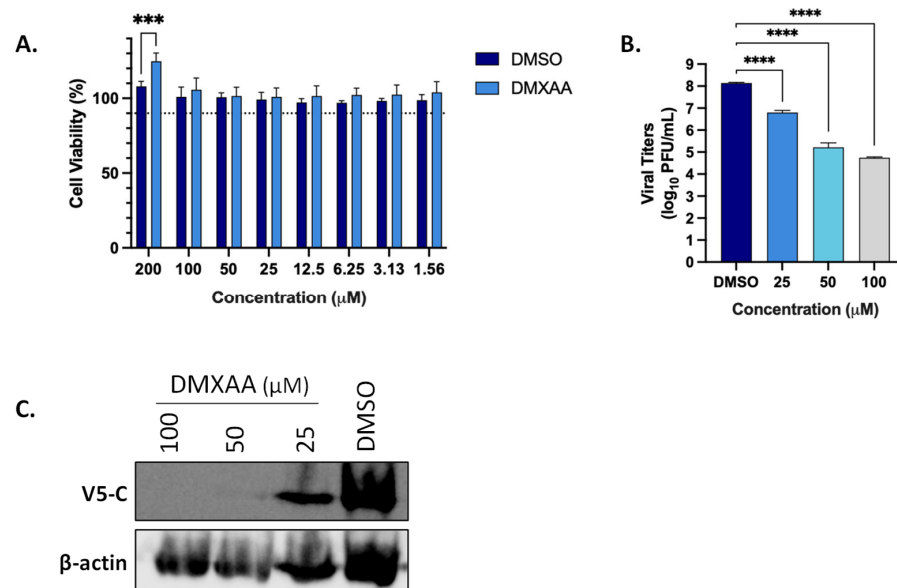 A.
***
Cell Viability (%)
100
50
0
200 100 50 25 12.5 6.25 3.13 1.56
Concentration (μM)
DMSO
DMXAA
B.
****
****
****
Viral Titers
(log10 PFU/mL)
9
8
7
6
5
4
3
2
1
0
DMSO 25 50 100
Concentration (μM)
C.
DMXAA (μM)
100 50 25 DMSO
V5-C
β-actin